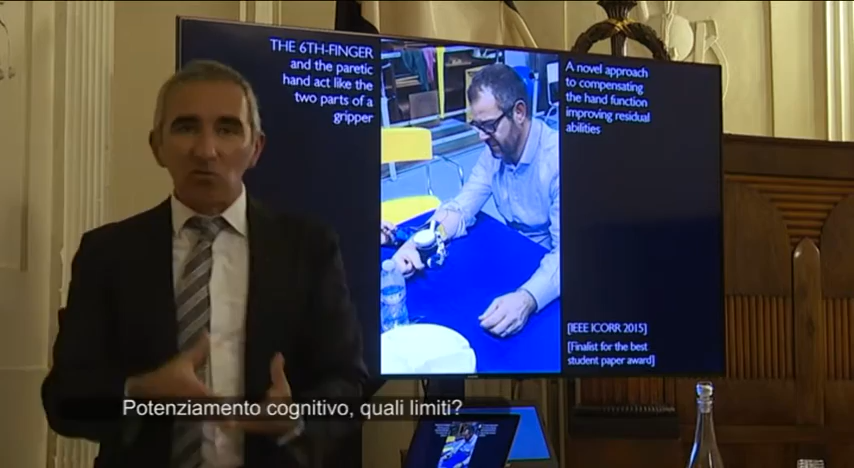 THE 6TH-FINGER
and the paretic
hand act like the
two parts of a
gripper
A novel approach
to compensating
the hand function
improving residual
abilities
[IEEE ICORR 2015]
[Finalist for the best
student paper award]
Potenziamento cognitivo, quali limiti?